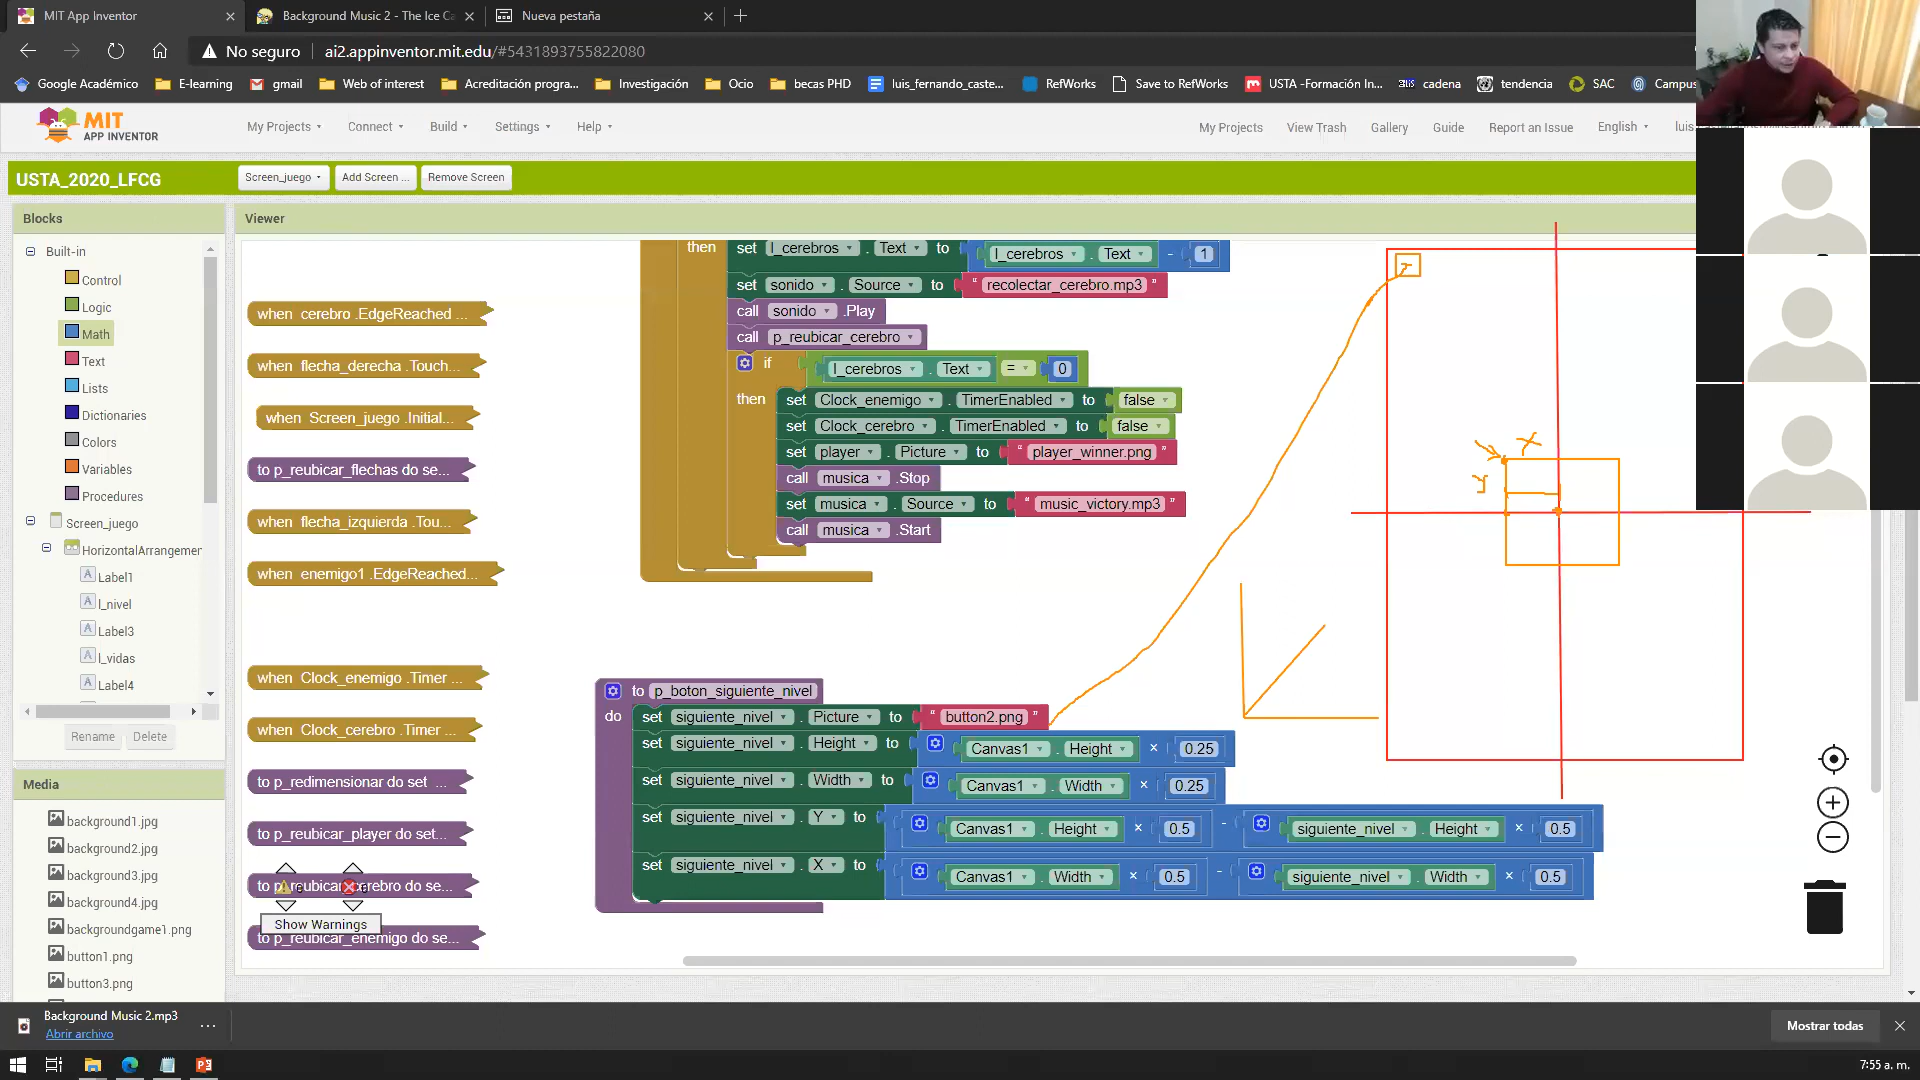 MIT App Inventor
Background Music 2 - The Ice Ca
Nueva pestaña
No seguro
ai2.appinventor.mit.edu/#5431893755822080
Google Académico
E-learning
gmail
Web of interest
Acreditación progra...
Investigación
Ocio
becas PHD
luis_fernando_caste...
RefWorks
Save to RefWorks
USTA -Formación In...
cadena
tendencia
SAC
Campus
MIT
APP INVENTOR
My Projects
Connect
Build
Settings
Help
My Projects
View Trash
Gallery
Guide
Report an Issue
English
USTA_2020_LFCG
Screen_juego
Add Screen ...
Remove Screen
Blocks
Viewer
Built-in
Control
Logic
Math
Text
Lists
Dictionaries
Colors
Variables
Procedures
Screen_juego
HorizontalArrangemen
Label1
l_nivel
Label3
l_vidas
Label4
Rename
Delete
Media
background1.jpg
background2.jpg
background3.jpg
background4.jpg
backgroundgame1.png
button1.png
button3.png
when cerebro .EdgeReached ...
when flecha_derecha .Touch...
when Screen_juego .Initial...
to p_reubicar_flechas do se...
when flecha_izquierda .Tou...
when enemigo1 .EdgeReached...
when Clock_enemigo .Timer ...
when Clock_cerebro .Timer ...
to p_redimensionar do set ...
to p_reubicar_player do set...
to p_reubicar_cerebro do se...
Show Warnings
to p_reubicar_enemigo do se...
then set l_cerebros . Text to l_cerebros . Text - 1
set sonido . Source to " recolectar_cerebro.mp3 "
call sonido .Play
call p_reubicar_cerebro
if l_cerebros . Text = 0
then set Clock_enemigo . TimerEnabled to false
set Clock_cerebro . TimerEnabled to false
set player . Picture to " player_winner.png "
call musica .Stop
set musica . Source to " music_victory.mp3 "
call musica .Start
to p_boton_siguiente_nivel
do set siguiente_nivel . Picture to " button2.png "
set siguiente_nivel . Height to Canvas1 . Height × 0.25
set siguiente_nivel . Width to Canvas1 . Width × 0.25
set siguiente_nivel . Y to Canvas1 . Height × 0.5 - siguiente_nivel . Height × 0.5
set siguiente_nivel . X to Canvas1 . Width × 0.5 - siguiente_nivel . Width × 0.5
X
y
Background Music 2.mp3
Abrir archivo
Mostrar todas
7:55 a. m.